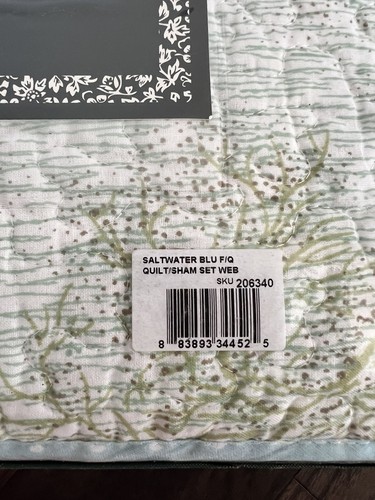 SALTWATER BLU F/Q
QUILT/SHAM SET WEB
SKU 206340
8 83893 34452 5